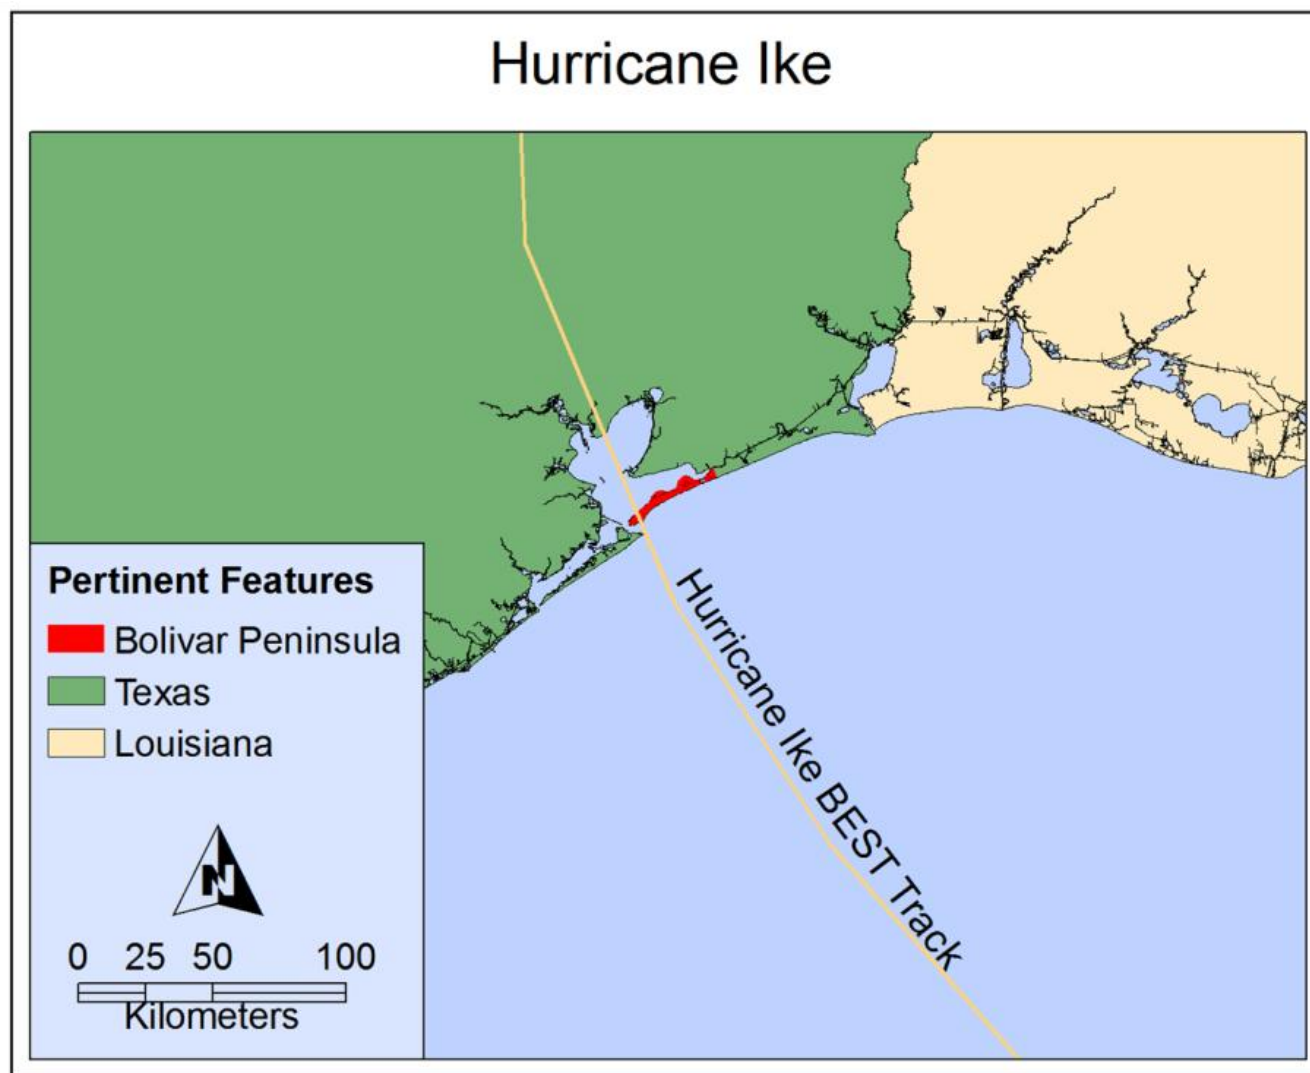 Hurricane Ike
Hurricane Ike BEST Track
Pertinent Features
Bolivar Peninsula
Texas
Louisiana
N
0 25 50 100
Kilometers